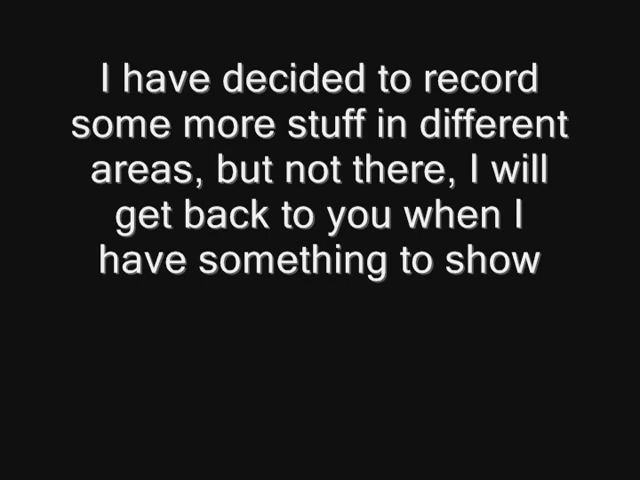 I have decided to record
some more stuff in different
areas, but not there, I will
get back to you when I
have something to show